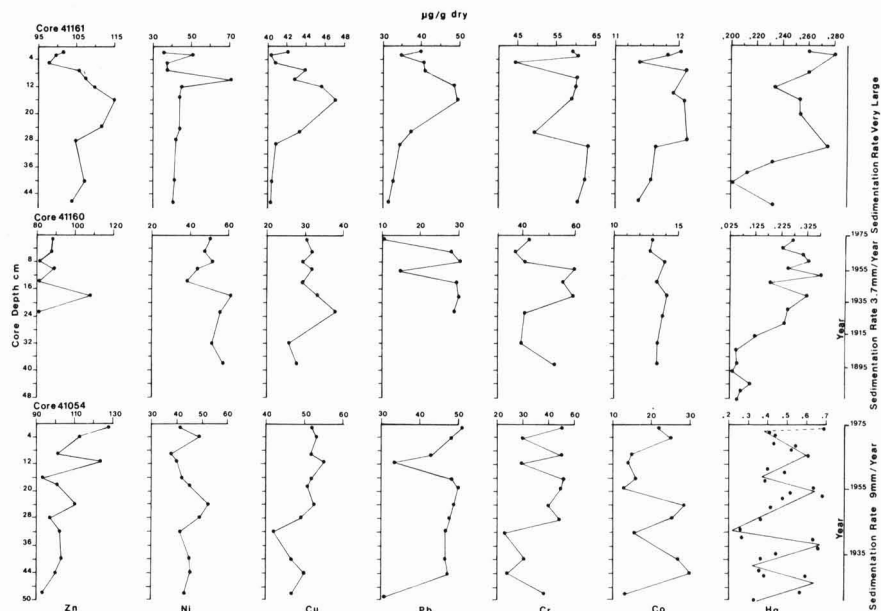 µg/g dry
Core 41161
95 105 115
30 50 70
42 44 46 48
30 40 50
45 55 65
11 12
.200 .220 .240 .260 .280
4
12
20
28
36
44
Sedimentation Rate Very Large
Core 41160
80 100 120
20 40 60
20 30 40
10 20 30
40 60
10 15
.025 .125 .225 .325
8
16
24
32
40
48
Core Depth cm
1975
1955
1935
1915
1895
Year
Sedimentation Rate 3.7mm/Year
Core 41054
90 110 130
30 40 50 60
40 50 60
30 40 50
20 30 40 50 60
10 20 30
.2 .3 .4 .5 .6 .7
4
12
20
28
36
44
50
1975
1955
1935
Year
Sedimentation Rate 9mm/Year
Zn Ni Cu Pb Cr Co Hg